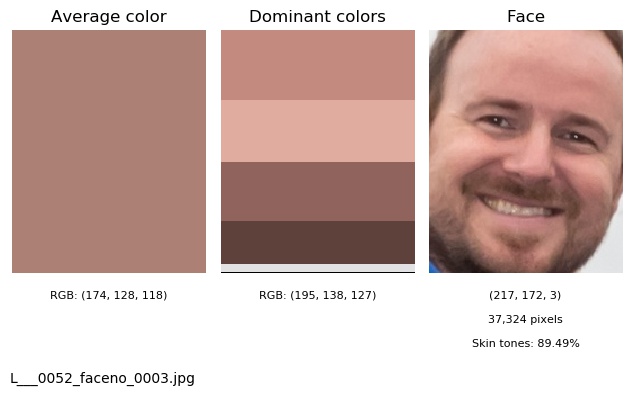 Average color
Dominant colors
Face
RGB: (174, 128, 118)
RGB: (195, 138, 127)
(217, 172, 3)
37,324 pixels
Skin tones: 89.49%
L___0052_faceno_0003.jpg